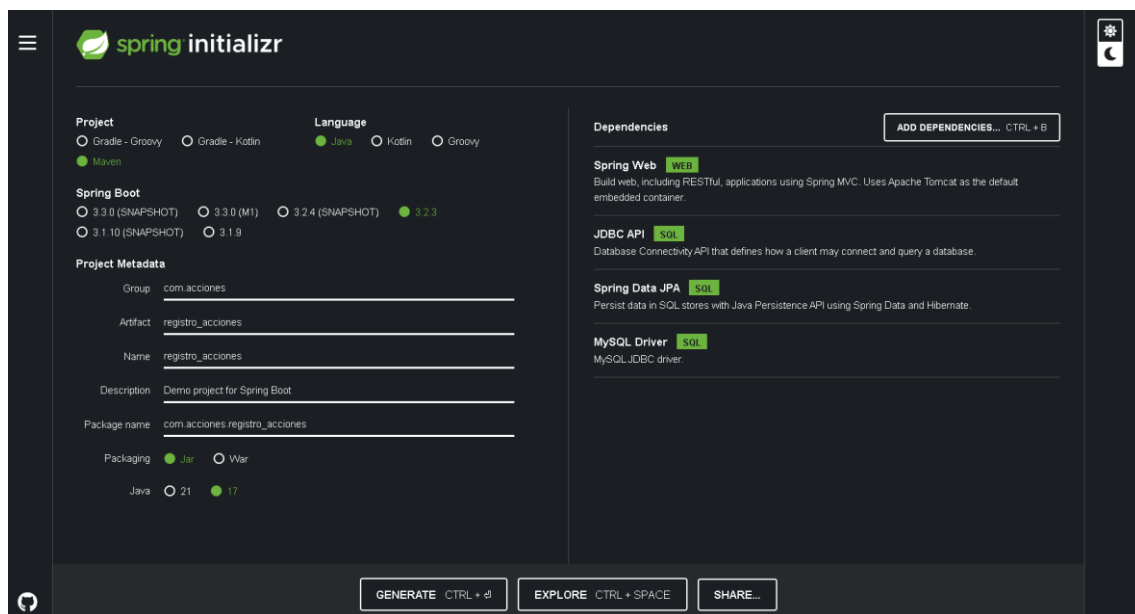 spring initializr
Project
Gradle - Groovy Gradle - Kotlin
Maven
Language
Java Kotlin Groovy
Spring Boot
3.3.0 (SNAPSHOT) 3.3.0 (M1) 3.2.4 (SNAPSHOT) 3.2.3
3.1.10 (SNAPSHOT) 3.1.9
Project Metadata
Group com.acciones
Artifact registro_acciones
Name registro_acciones
Description Demo project for Spring Boot
Package name com.acciones.registro_acciones
Packaging Jar War
Java 21 17
Dependencies ADD DEPENDENCIES... CTRL + B
Spring Web WEB
Build web, including RESTful, applications using Spring MVC. Uses Apache Tomcat as the default
embedded container.
JDBC API SQL
Database Connectivity API that defines how a client may connect and query a database.
Spring Data JPA SQL
Persist data in SQL stores with Java Persistence API using Spring Data and Hibernate.
MySQL Driver SQL
MySQL JDBC driver.
GENERATE CTRL + ⏎ EXPLORE CTRL + SPACE SHARE...